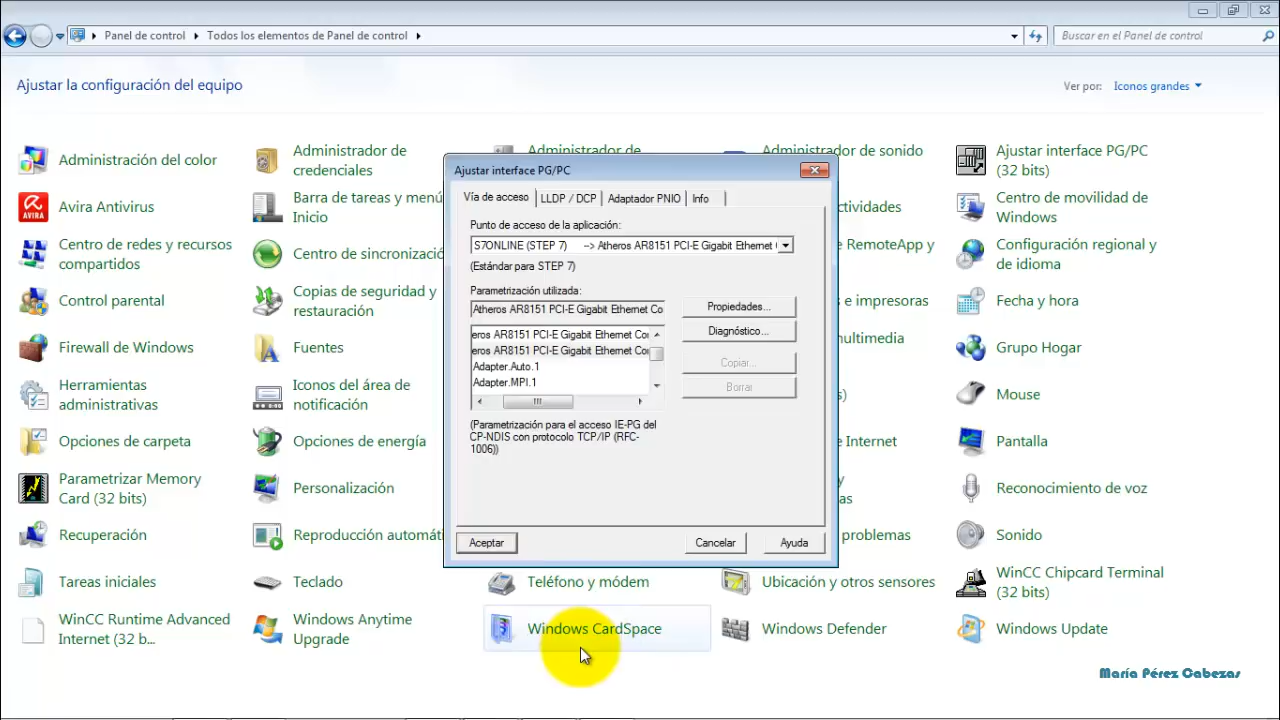 Panel de control
Todos los elementos de Panel de control
Buscar en el Panel de control
Ajustar la configuración del equipo
Ver por:
Iconos grandes
Administración del color
Administrador de
credenciales
Administrador de
Administrador de sonido
Ajustar interface PG/PC
(32 bits)
Avira Antivirus
Barra de tareas y menú
Inicio
actividades
Centro de movilidad de
Windows
Centro de redes y recursos
compartidos
Centro de sincronizació
e RemoteApp y
Configuración regional y
de idioma
Control parental
Copias de seguridad y
restauración
e impresoras
Fecha y hora
Firewall de Windows
Fuentes
multimedia
Grupo Hogar
Herramientas
administrativas
Iconos del área de
notificación
s)
Mouse
Opciones de carpeta
Opciones de energía
e Internet
Pantalla
Parametrizar Memory
Card (32 bits)
Personalización
y
as
Reconocimiento de voz
Recuperación
Reproducción automáti
problemas
Sonido
Tareas iniciales
Teclado
Teléfono y módem
Ubicación y otros sensores
WinCC Chipcard Terminal
(32 bits)
WinCC Runtime Advanced
Internet (32 b...
Windows Anytime
Upgrade
Windows CardSpace
Windows Defender
Windows Update
Ajustar interface PG/PC
Vía de acceso
LLDP / DCP
Adaptador PNIO
Info
Punto de acceso de la aplicación:
S7ONLINE (STEP 7) --> Atheros AR8151 PCI-E Gigabit Ethernet
(Estándar para STEP 7)
Parametrización utilizada:
Atheros AR8151 PCI-E Gigabit Ethernet Co
Propiedades...
eros AR8151 PCI-E Gigabit Ethernet Co
Diagnóstico...
eros AR8151 PCI-E Gigabit Ethernet Co
Adapter.Auto.1
Copiar...
Adapter.MPI.1
Borrar
(Parametrización para el acceso IE-PG del
CP-NDIS con protocolo TCP/IP (RFC-
1006))
Aceptar
Cancelar
Ayuda
María Pérez Cabezas